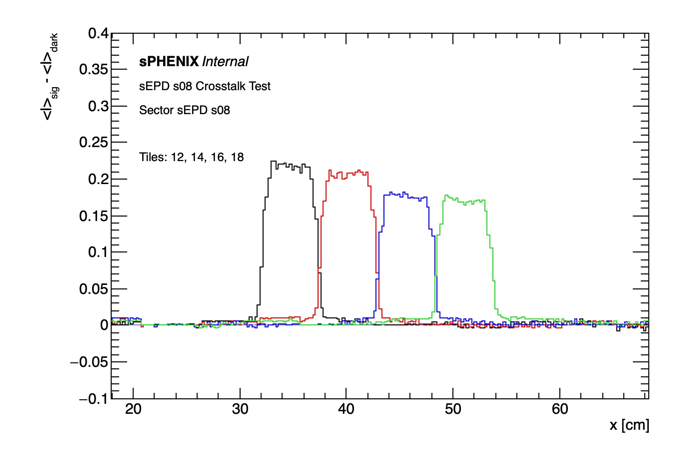 <I>sig - <I>dark
0.4
0.35
0.3
0.25
0.2
0.15
0.1
0.05
0
−0.05
−0.1
sPHENIX Internal
sEPD s08 Crosstalk Test
Sector sEPD s08
Tiles: 12, 14, 16, 18
20 30 40 50 60
x [cm]